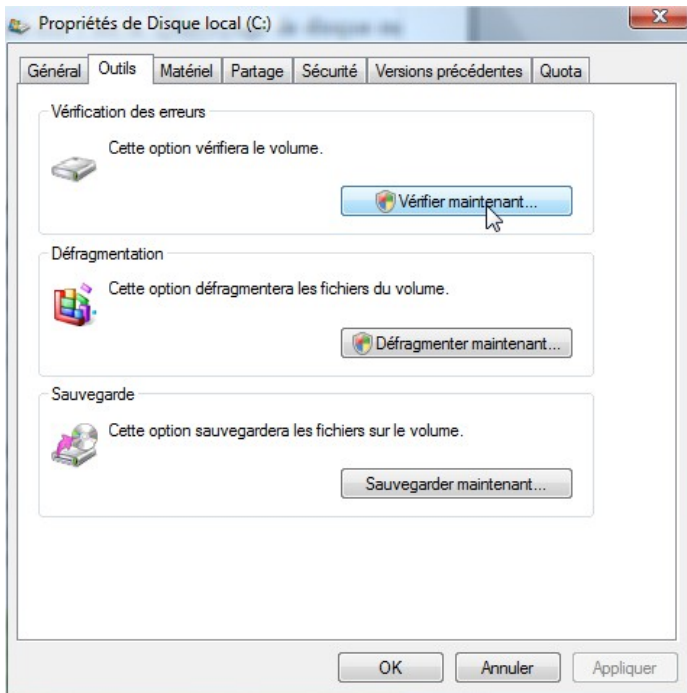 Propriétés de Disque local (C:)
Général Outils Matériel Partage Sécurité Versions précédentes Quota
Vérification des erreurs
Cette option vérifiera le volume.
Vérifier maintenant...
Défragmentation
Cette option défragmentera les fichiers du volume.
Défragmenter maintenant...
Sauvegarde
Cette option sauvegardera les fichiers sur le volume.
Sauvegarder maintenant...
OK Annuler Appliquer